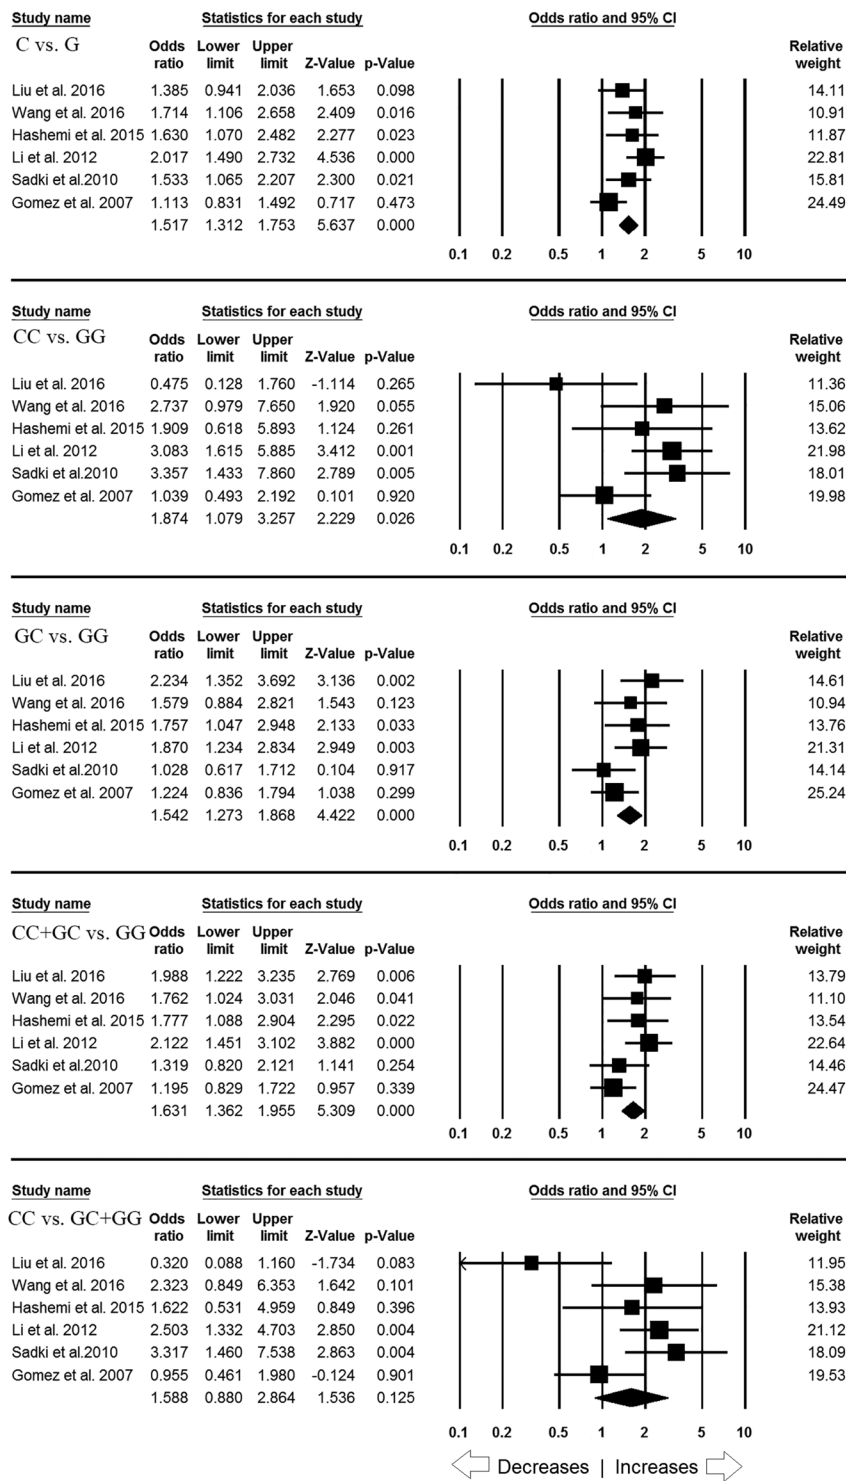 Study name Statistics for each study Odds ratio and 95% CI
C vs. G Odds Lower Upper Relative
ratio limit limit Z-Value p-Value weight
Liu et al. 2016 1.385 0.941 2.036 1.653 0.098 14.11
Wang et al. 2016 1.714 1.106 2.658 2.409 0.016 10.91
Hashemi et al. 2015 1.630 1.070 2.482 2.277 0.023 11.87
Li et al. 2012 2.017 1.490 2.732 4.536 0.000 22.81
Sadki et al.2010 1.533 1.065 2.207 2.300 0.021 15.81
Gomez et al. 2007 1.113 0.831 1.492 0.717 0.473 24.49
1.517 1.312 1.753 5.637 0.000
0.1 0.2 0.5 1 2 5 10
Study name Statistics for each study Odds ratio and 95% CI
CC vs. GG Odds Lower Upper Relative
ratio limit limit Z-Value p-Value weight
Liu et al. 2016 0.475 0.128 1.760 -1.114 0.265 11.36
Wang et al. 2016 2.737 0.979 7.650 1.920 0.055 15.06
Hashemi et al. 2015 1.909 0.618 5.893 1.124 0.261 13.62
Li et al. 2012 3.083 1.615 5.885 3.412 0.001 21.98
Sadki et al.2010 3.357 1.433 7.860 2.789 0.005 18.01
Gomez et al. 2007 1.039 0.493 2.192 0.101 0.920 19.98
1.874 1.079 3.257 2.229 0.026
0.1 0.2 0.5 1 2 5 10
Study name Statistics for each study Odds ratio and 95% CI
GC vs. GG Odds Lower Upper Relative
ratio limit limit Z-Value p-Value weight
Liu et al. 2016 2.234 1.352 3.692 3.136 0.002 14.61
Wang et al. 2016 1.579 0.884 2.821 1.543 0.123 10.94
Hashemi et al. 2015 1.757 1.047 2.948 2.133 0.033 13.76
Li et al. 2012 1.870 1.234 2.834 2.949 0.003 21.31
Sadki et al.2010 1.028 0.617 1.712 0.104 0.917 14.14
Gomez et al. 2007 1.224 0.836 1.794 1.038 0.299 25.24
1.542 1.273 1.868 4.422 0.000
0.1 0.2 0.5 1 2 5 10
Study name Statistics for each study Odds ratio and 95% CI
CC+GC vs. GG Odds Lower Upper Relative
ratio limit limit Z-Value p-Value weight
Liu et al. 2016 1.988 1.222 3.235 2.769 0.006 13.79
Wang et al. 2016 1.762 1.024 3.031 2.046 0.041 11.10
Hashemi et al. 2015 1.777 1.088 2.904 2.295 0.022 13.54
Li et al. 2012 2.122 1.451 3.102 3.882 0.000 22.64
Sadki et al.2010 1.319 0.820 2.121 1.141 0.254 14.46
Gomez et al. 2007 1.195 0.829 1.722 0.957 0.339 24.47
1.631 1.362 1.955 5.309 0.000
0.1 0.2 0.5 1 2 5 10
Study name Statistics for each study Odds ratio and 95% CI
CC vs. GC+GG Odds Lower Upper Relative
ratio limit limit Z-Value p-Value weight
Liu et al. 2016 0.320 0.088 1.160 -1.734 0.083 11.95
Wang et al. 2016 2.323 0.849 6.353 1.642 0.101 15.38
Hashemi et al. 2015 1.622 0.531 4.959 0.849 0.396 13.93
Li et al. 2012 2.503 1.332 4.703 2.850 0.004 21.12
Sadki et al.2010 3.317 1.460 7.538 2.863 0.004 18.09
Gomez et al. 2007 0.955 0.461 1.980 -0.124 0.901 19.53
1.588 0.880 2.864 1.536 0.125
0.1 0.2 0.5 1 2 5 10
Decreases | Increases